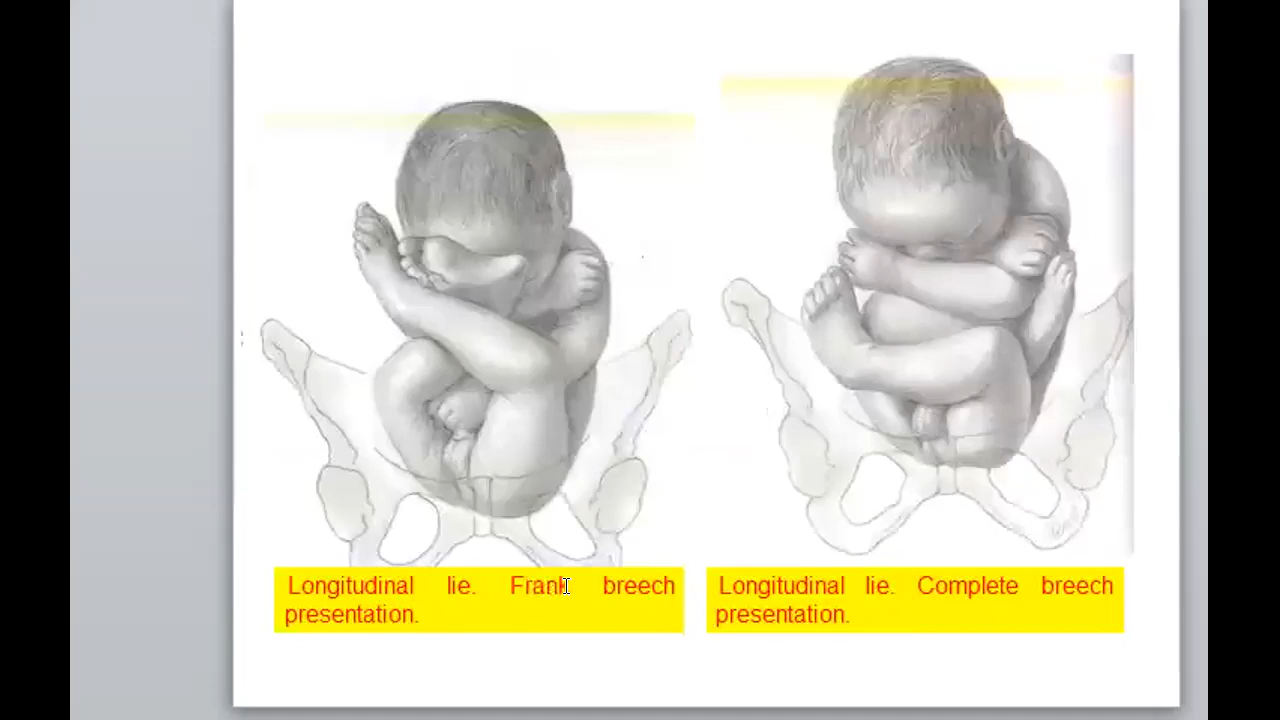 Longitudinal lie. Frank breech
presentation.
Longitudinal lie. Complete breech
presentation.